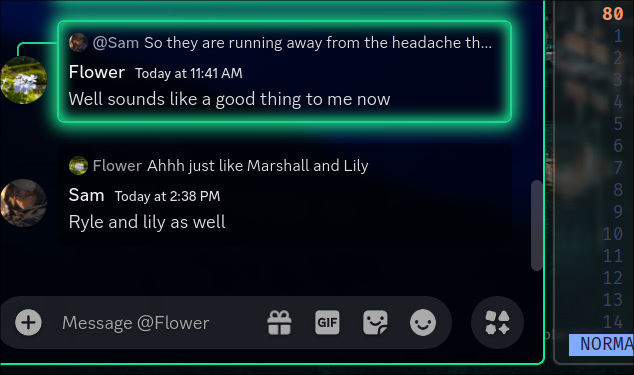 @Sam So they are running away from the headache th...
Flower Today at 11:41 AM
Well sounds like a good thing to me now
Flower Ahhh just like Marshall and Lily
Sam Today at 2:38 PM
Ryle and lily as well
Message @Flower
GIF
80
1
2
3
4
5
6
7
8
9
10
11
12
13
14
NORMA